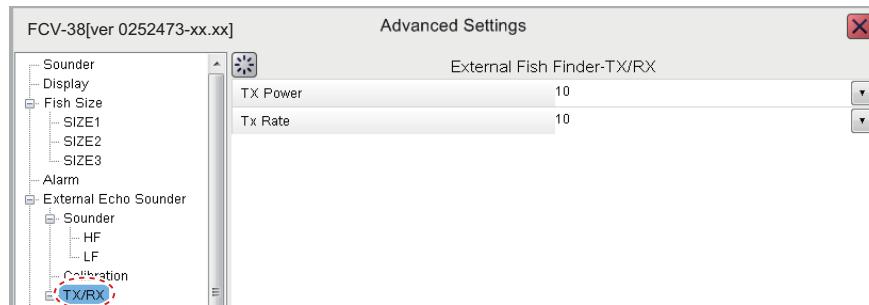 FCV-38[ver 0252473-xx.xx]
Advanced Settings
Sounder
Display
Fish Size
SIZE1
SIZE2
SIZE3
Alarm
External Echo Sounder
Sounder
HF
LF
Calibration
TX/RX
External Fish Finder-TX/RX
TX Power 10
Tx Rate 10